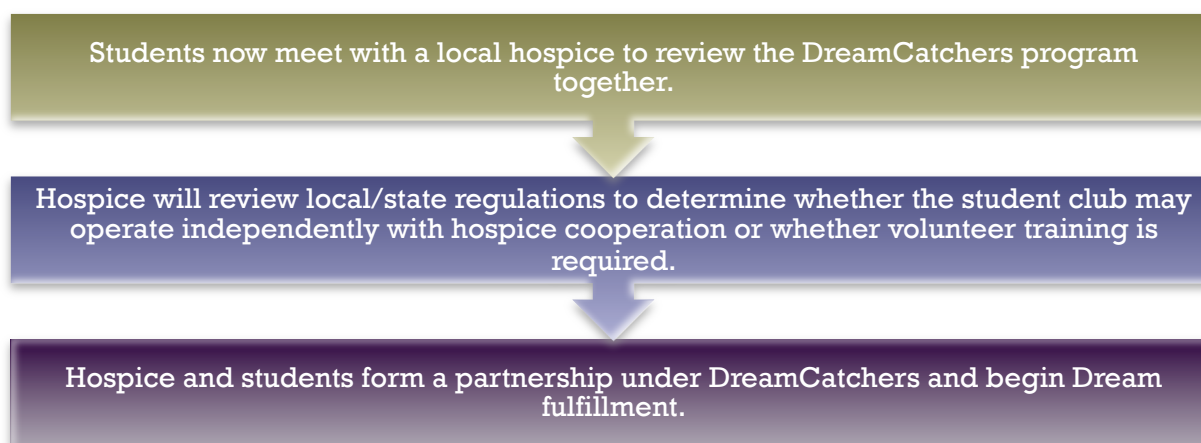 Students now meet with a local hospice to review the DreamCatchers program
together.
Hospice will review local/state regulations to determine whether the student club may
operate independently with hospice cooperation or whether volunteer training is
required.
Hospice and students form a partnership under DreamCatchers and begin Dream
fulfillment.